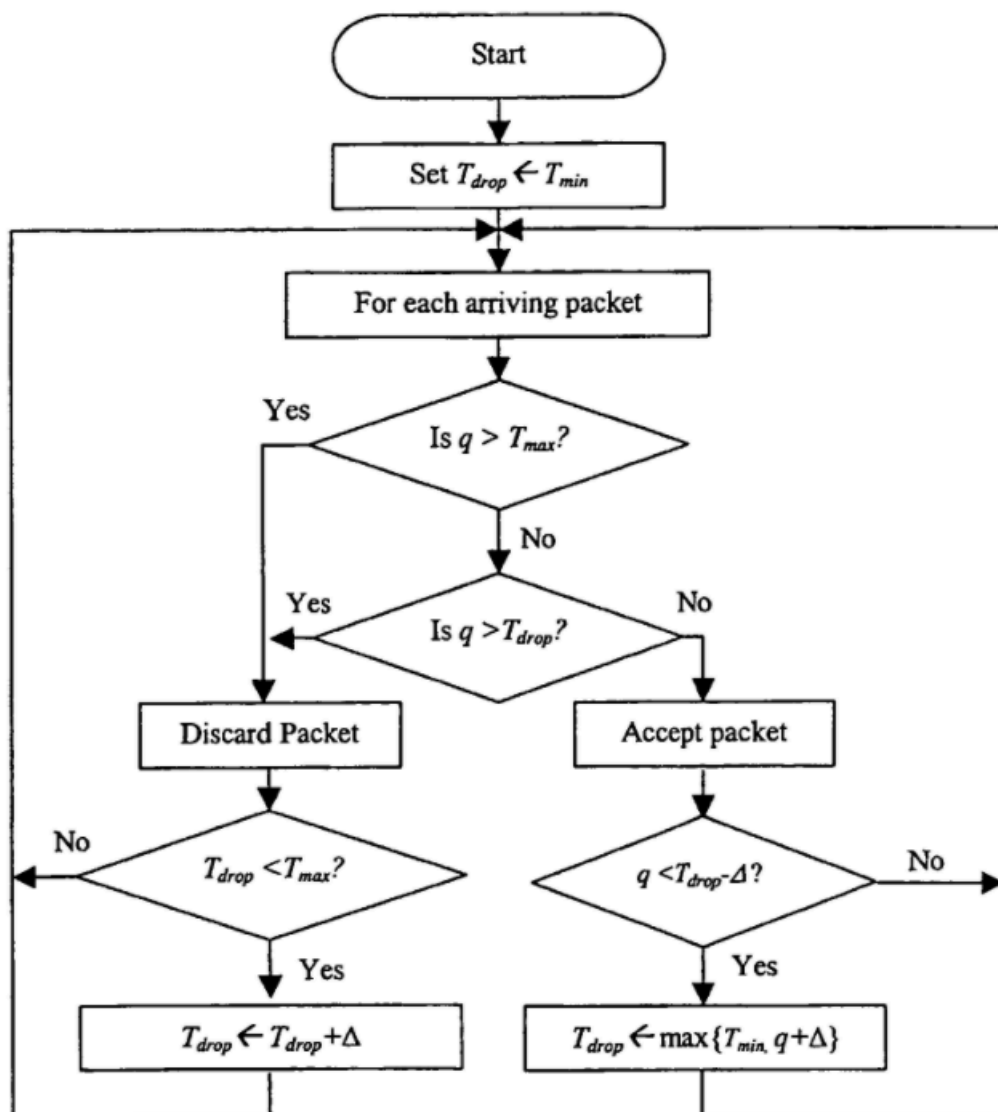 Start
Set T_drop ← T_min
For each arriving packet
Yes
Is q > T_max?
No
Yes
Is q >T_drop?
No
Discard Packet
Accept packet
No
T_drop <T_max?
q <T_drop-Δ?
No
Yes
Yes
T_drop ← T_drop+Δ
T_drop ← max{T_min, q+Δ}